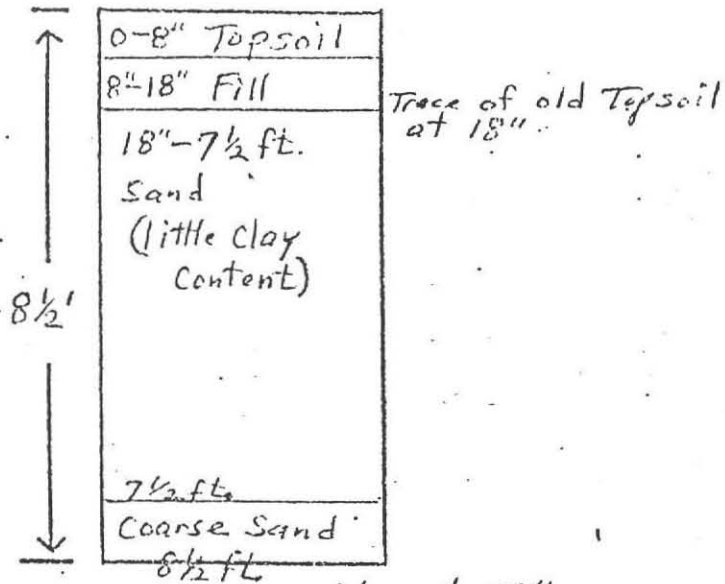 0-8" Topsoil
8"-18" Fill
Trace of old Topsoil
at 18"
18"-7½ ft.
Sand
(little clay
Content)
8½'
7½ ft.
Coarse Sand
8½ ft.